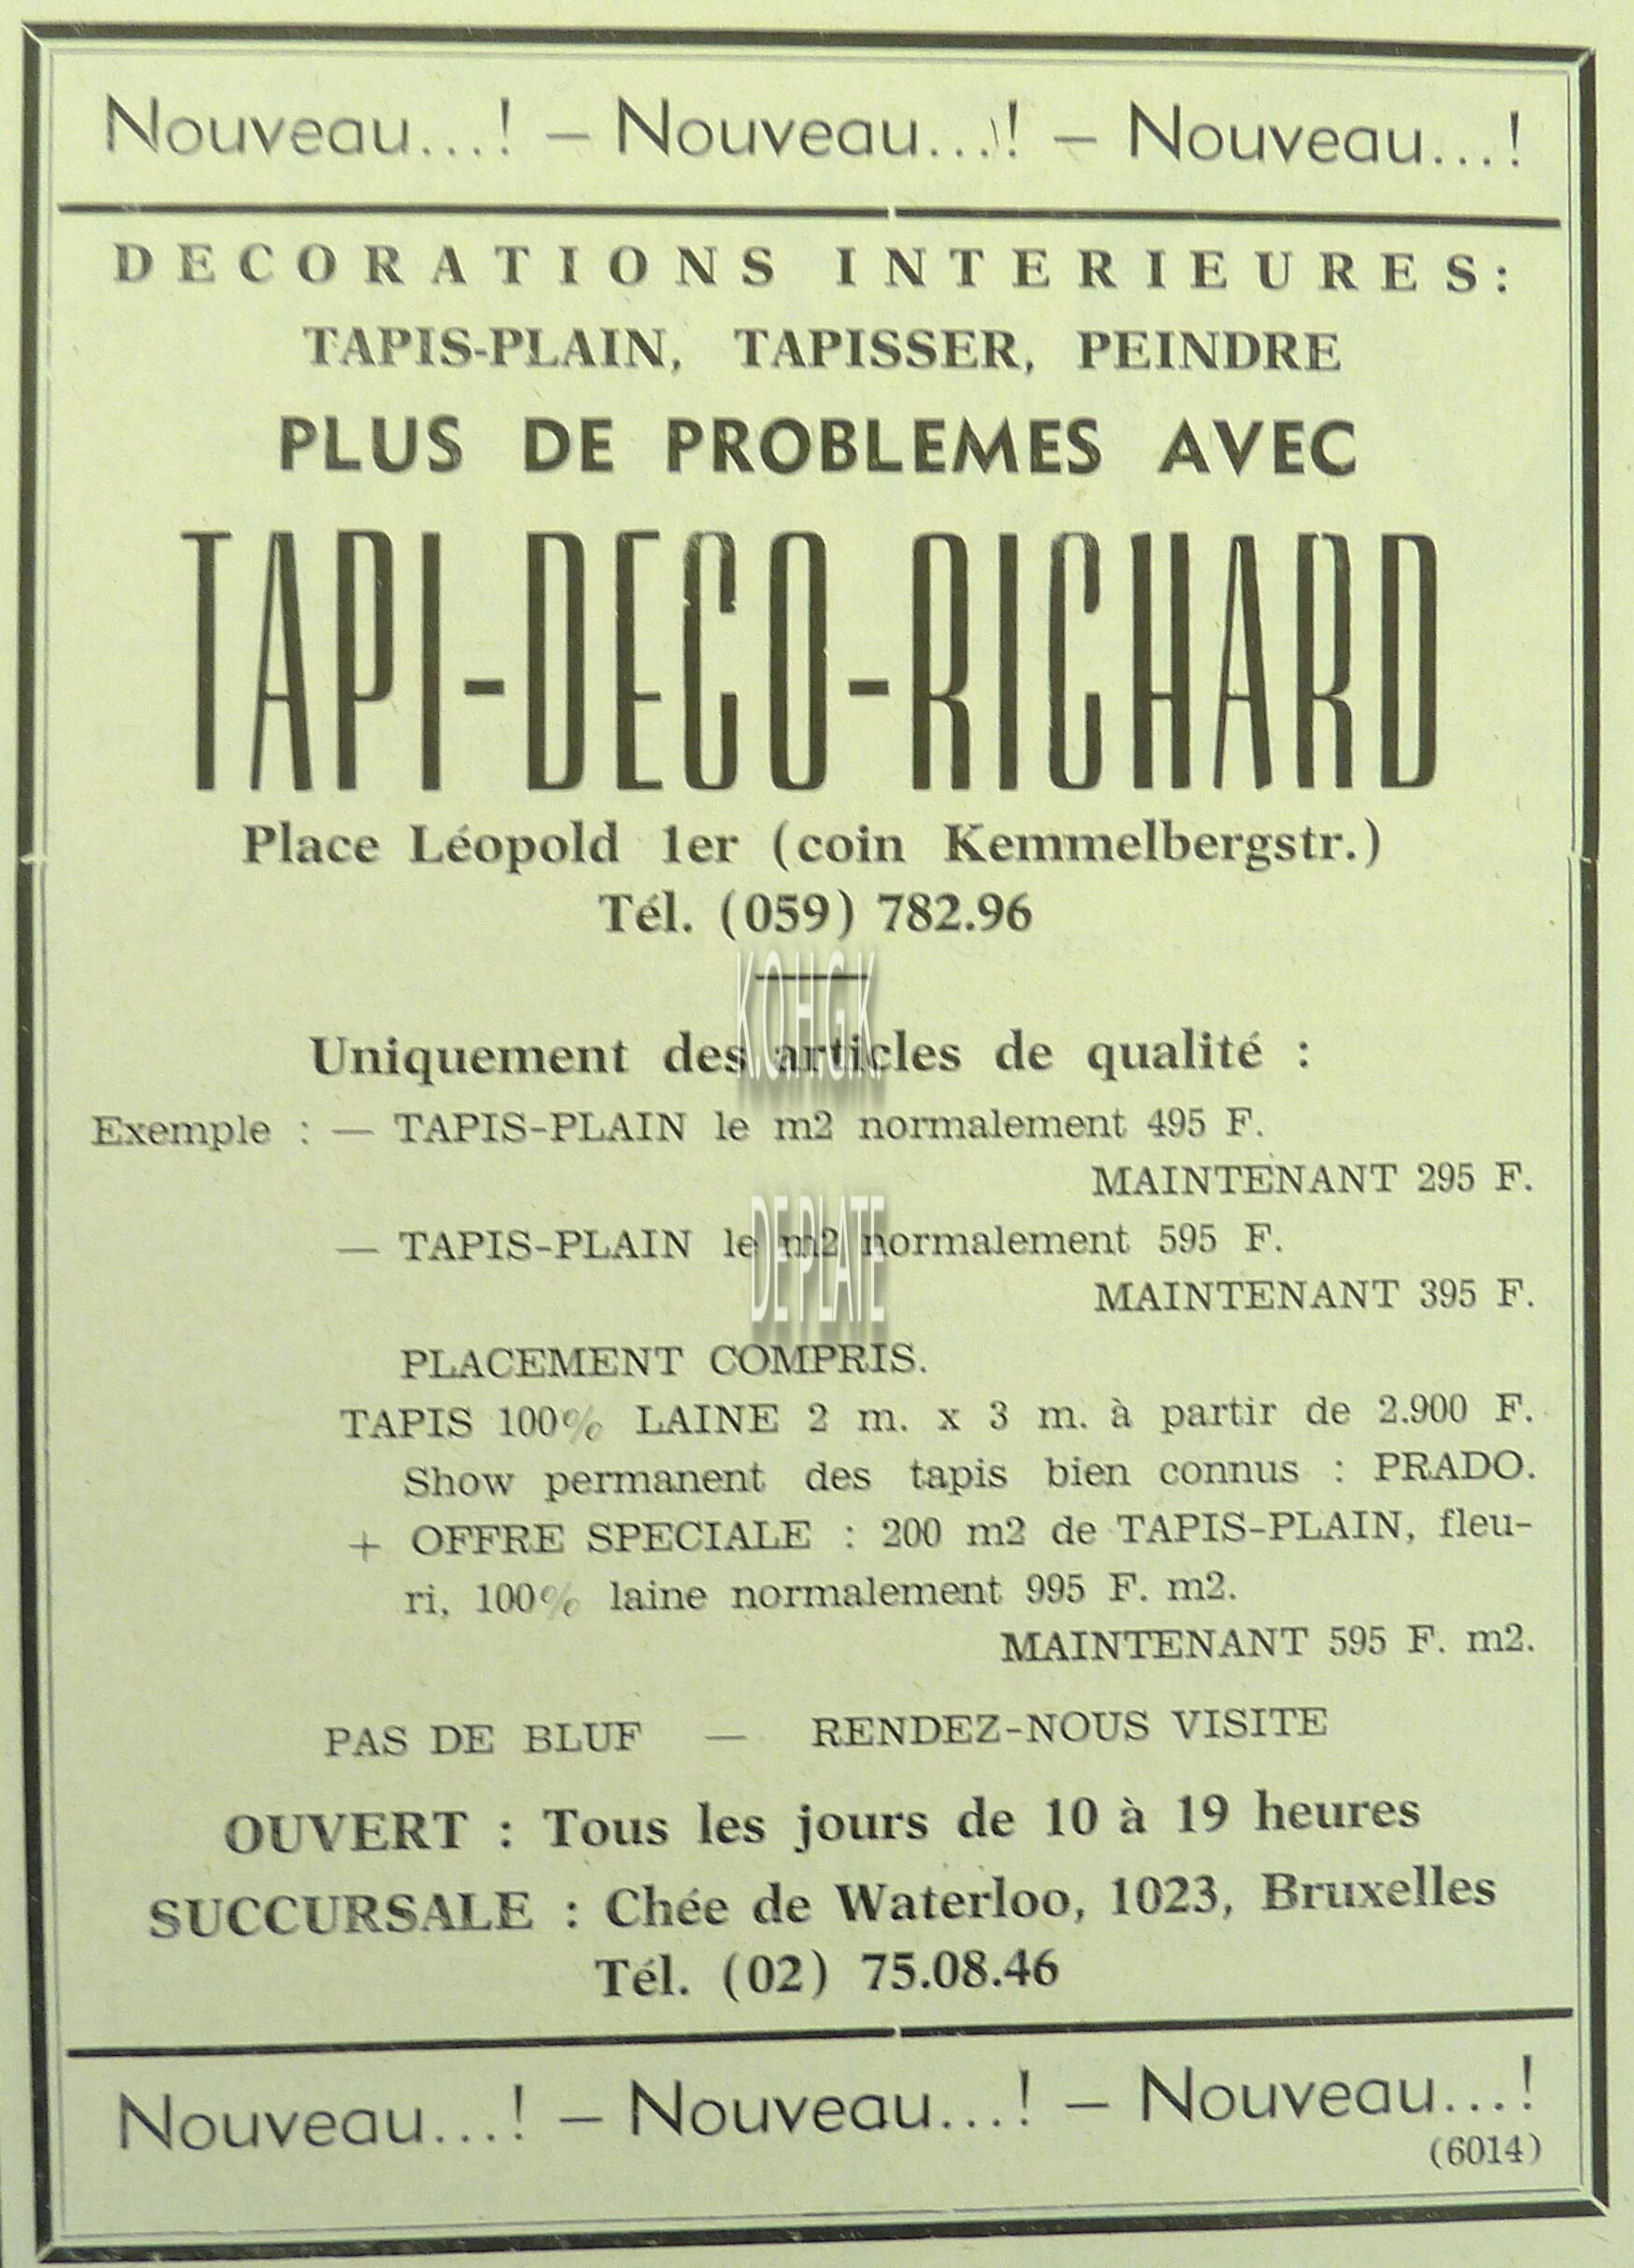 Nouveau...! — Nouveau...! — Nouveau...!
DECORATIONS INTERIEURES:
TAPIS-PLAIN, TAPISSER, PEINDRE
PLUS DE PROBLEMES AVEC
TAPI-DECO-RICHARD
Place Léopold 1er (coin Kemmelbergstr.)
Tél. (059) 782.96
K.O.H.G.K.
Uniquement des articles de qualité :
Exemple : — TAPIS-PLAIN le m2 normalement 495 F.
MAINTENANT 295 F.
DE PLATE
— TAPIS-PLAIN le m2 normalement 595 F.
MAINTENANT 395 F.
PLACEMENT COMPRIS.
TAPIS 100% LAINE 2 m. x 3 m. à partir de 2.900 F.
Show permanent des tapis bien connus : PRADO.
+ OFFRE SPECIALE : 200 m2 de TAPIS-PLAIN, fleu-
ri, 100% laine normalement 995 F. m2.
MAINTENANT 595 F. m2.
PAS DE BLUF — RENDEZ-NOUS VISITE
OUVERT : Tous les jours de 10 à 19 heures
SUCCURSALE : Chée de Waterloo, 1023, Bruxelles
Tél. (02) 75.08.46
Nouveau...! — Nouveau...! — Nouveau...!
(6014)